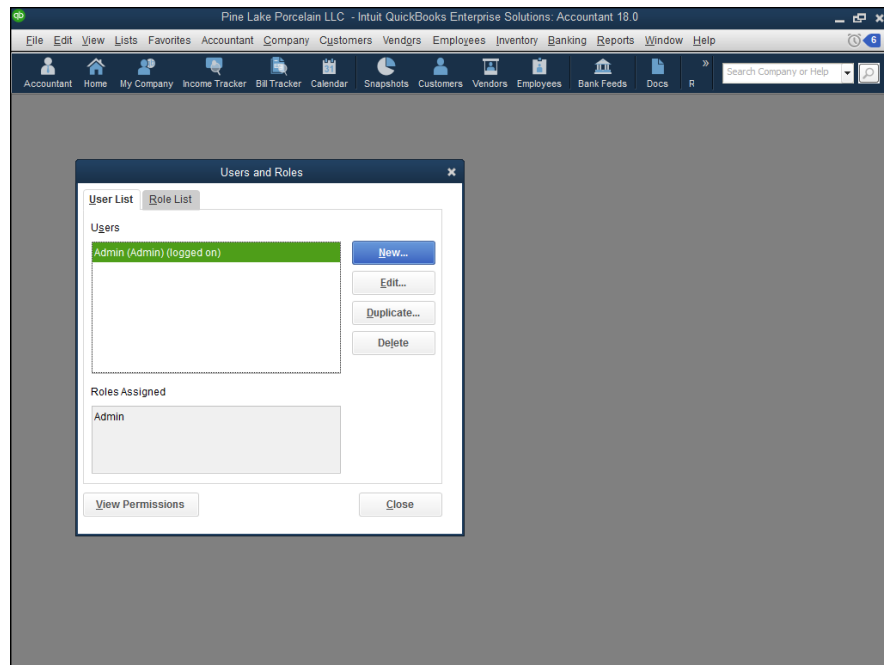 qb
Pine Lake Porcelain LLC - Intuit QuickBooks Enterprise Solutions: Accountant 18.0
File Edit View Lists Favorites Accountant Company Customers Vendors Employees Inventory Banking Reports Window Help 6
Accountant Home My Company Income Tracker Bill Tracker Calendar Snapshots Customers Vendors Employees Bank Feeds Docs R » Search Company or Help
Users and Roles
User List Role List
Users
Admin (Admin) (logged on)
New...
Edit...
Duplicate...
Delete
Roles Assigned
Admin
View Permissions Close